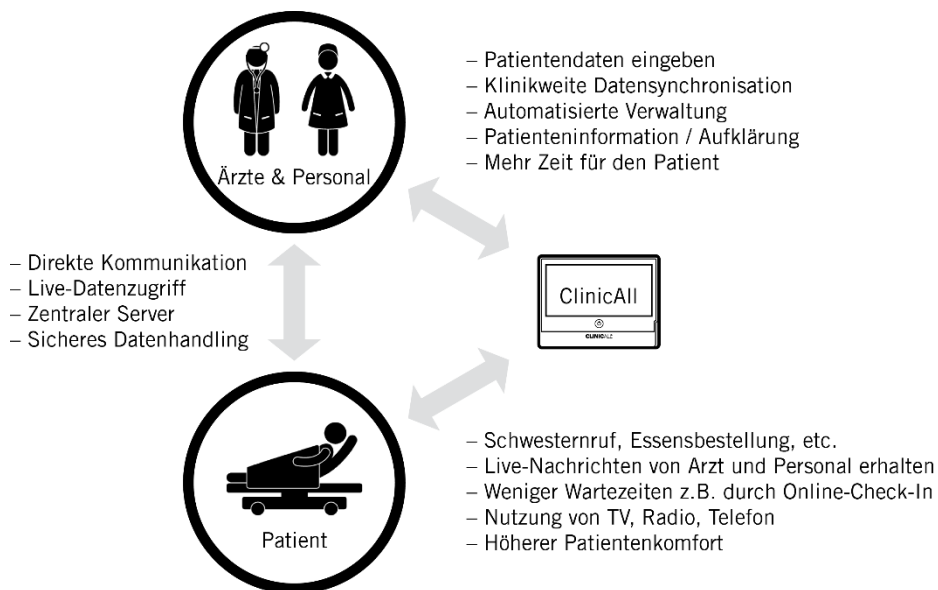 – Patientendaten eingeben
– Klinikweite Datensynchronisation
– Automatisierte Verwaltung
– Patienteninformation / Aufklärung
– Mehr Zeit für den Patient
Ärzte & Personal
– Direkte Kommunikation
– Live-Datenzugriff
– Zentraler Server
– Sicheres Datenhandling
ClinicAll
CLINICALL
– Schwesternruf, Essensbestellung, etc.
– Live-Nachrichten von Arzt und Personal erhalten
– Weniger Wartezeiten z.B. durch Online-Check-In
– Nutzung von TV, Radio, Telefon
– Höherer Patientenkomfort
Patient